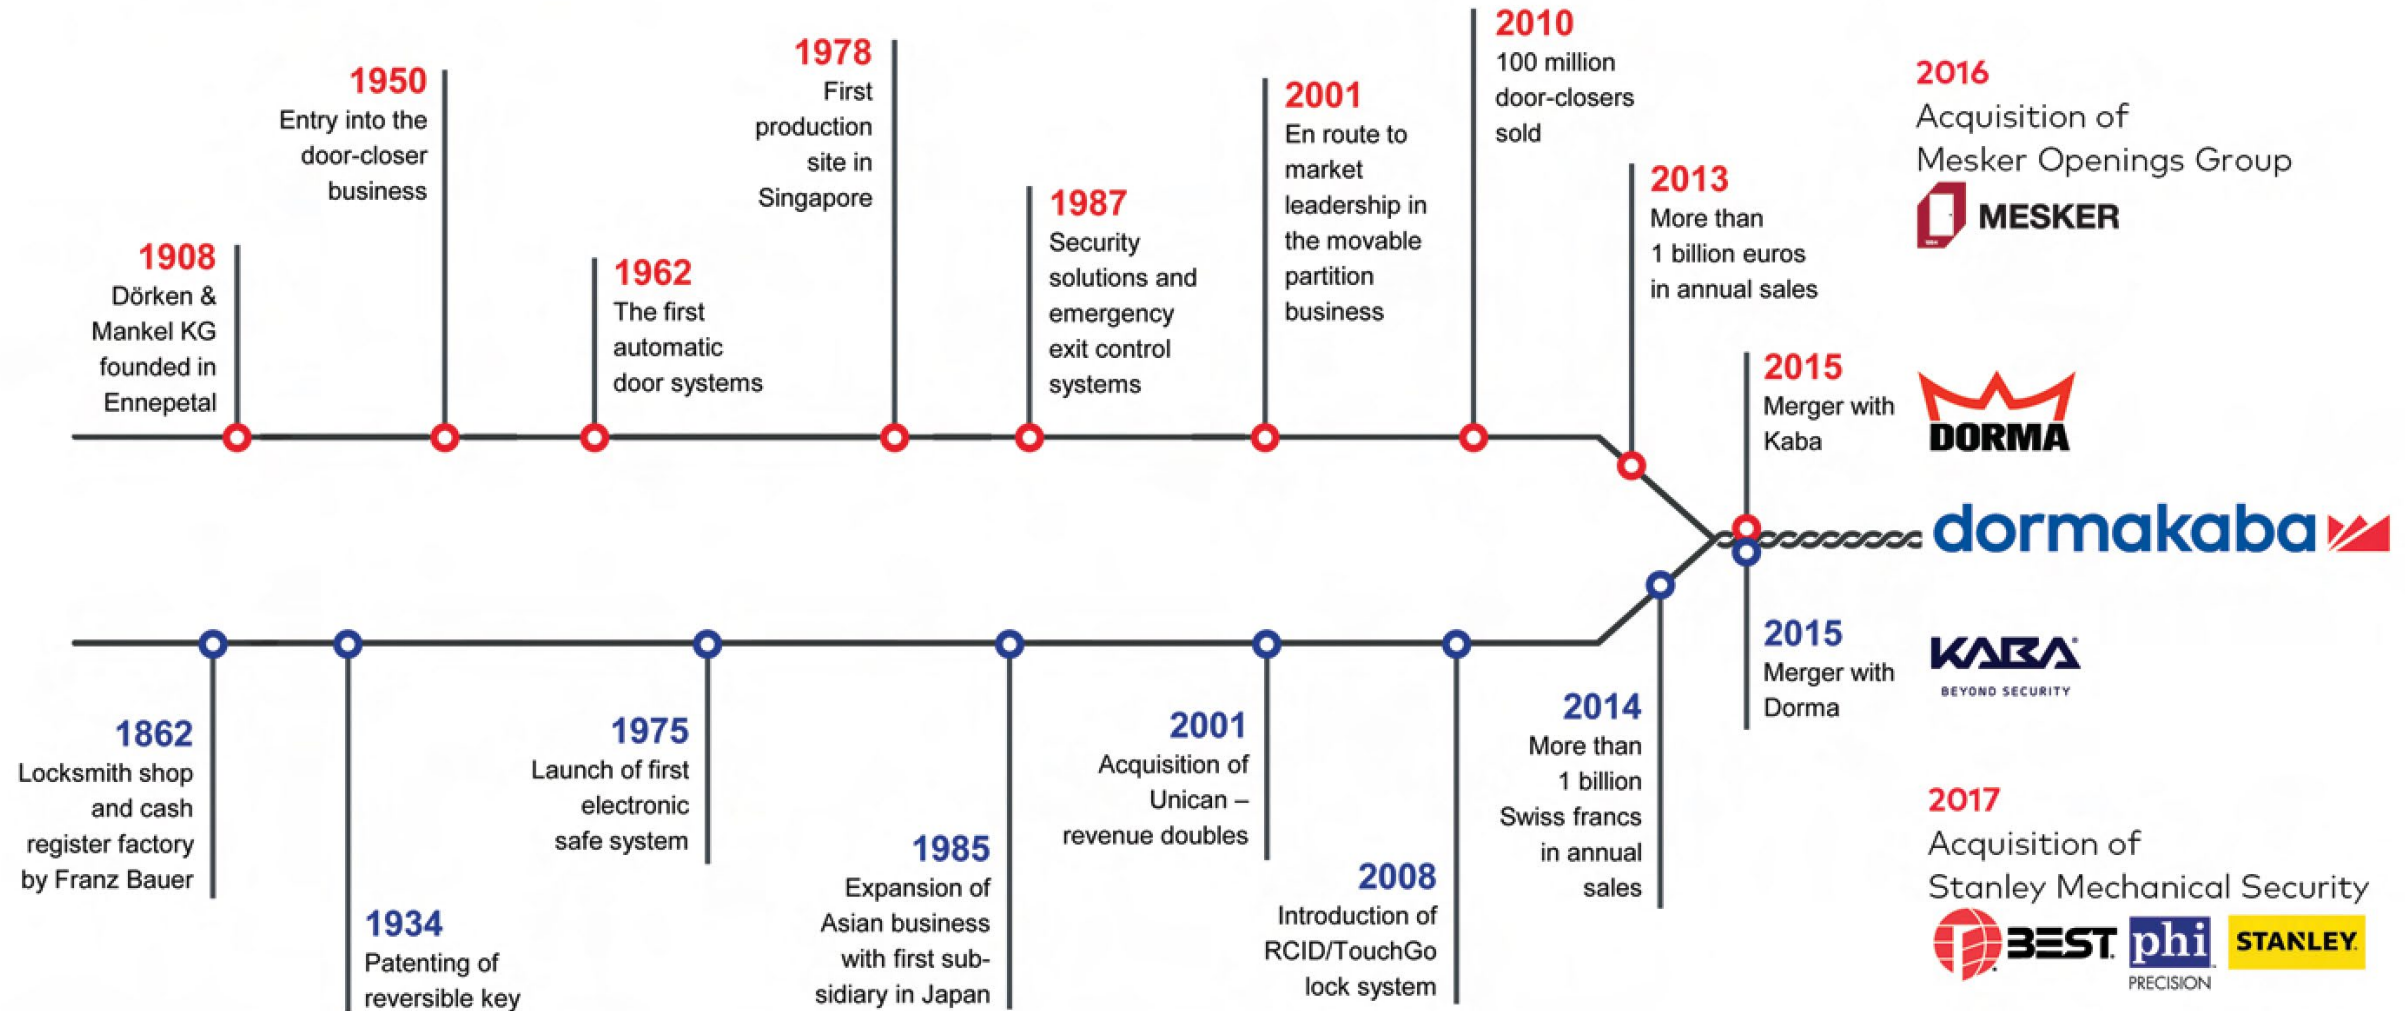 1908
Dörken &
Mankel KG
founded in
Ennepetal
1950
Entry into the
door-closer
business
1962
The first
automatic
door systems
1978
First
production
site in
Singapore
1987
Security
solutions and
emergency
exit control
systems
2001
En route to
market
leadership in
the movable
partition
business
2010
100 million
door-closers
sold
2013
More than
1 billion euros
in annual sales
2015
Merger with
Kaba
2016
Acquisition of
Mesker Openings Group
MESKER
DORMA
dormakaba
1862
Locksmith shop
and cash
register factory
by Franz Bauer
1934
Patenting of
reversible key
1975
Launch of first
electronic
safe system
1985
Expansion of
Asian business
with first sub-
sidiary in Japan
2001
Acquisition of
Unican –
revenue doubles
2008
Introduction of
RCID/TouchGo
lock system
2014
More than
1 billion
Swiss francs
in annual
sales
2015
Merger with
Dorma
KABA®
BEYOND SECURITY
2017
Acquisition of
Stanley Mechanical Security
BEST.
phi
PRECISION
STANLEY.